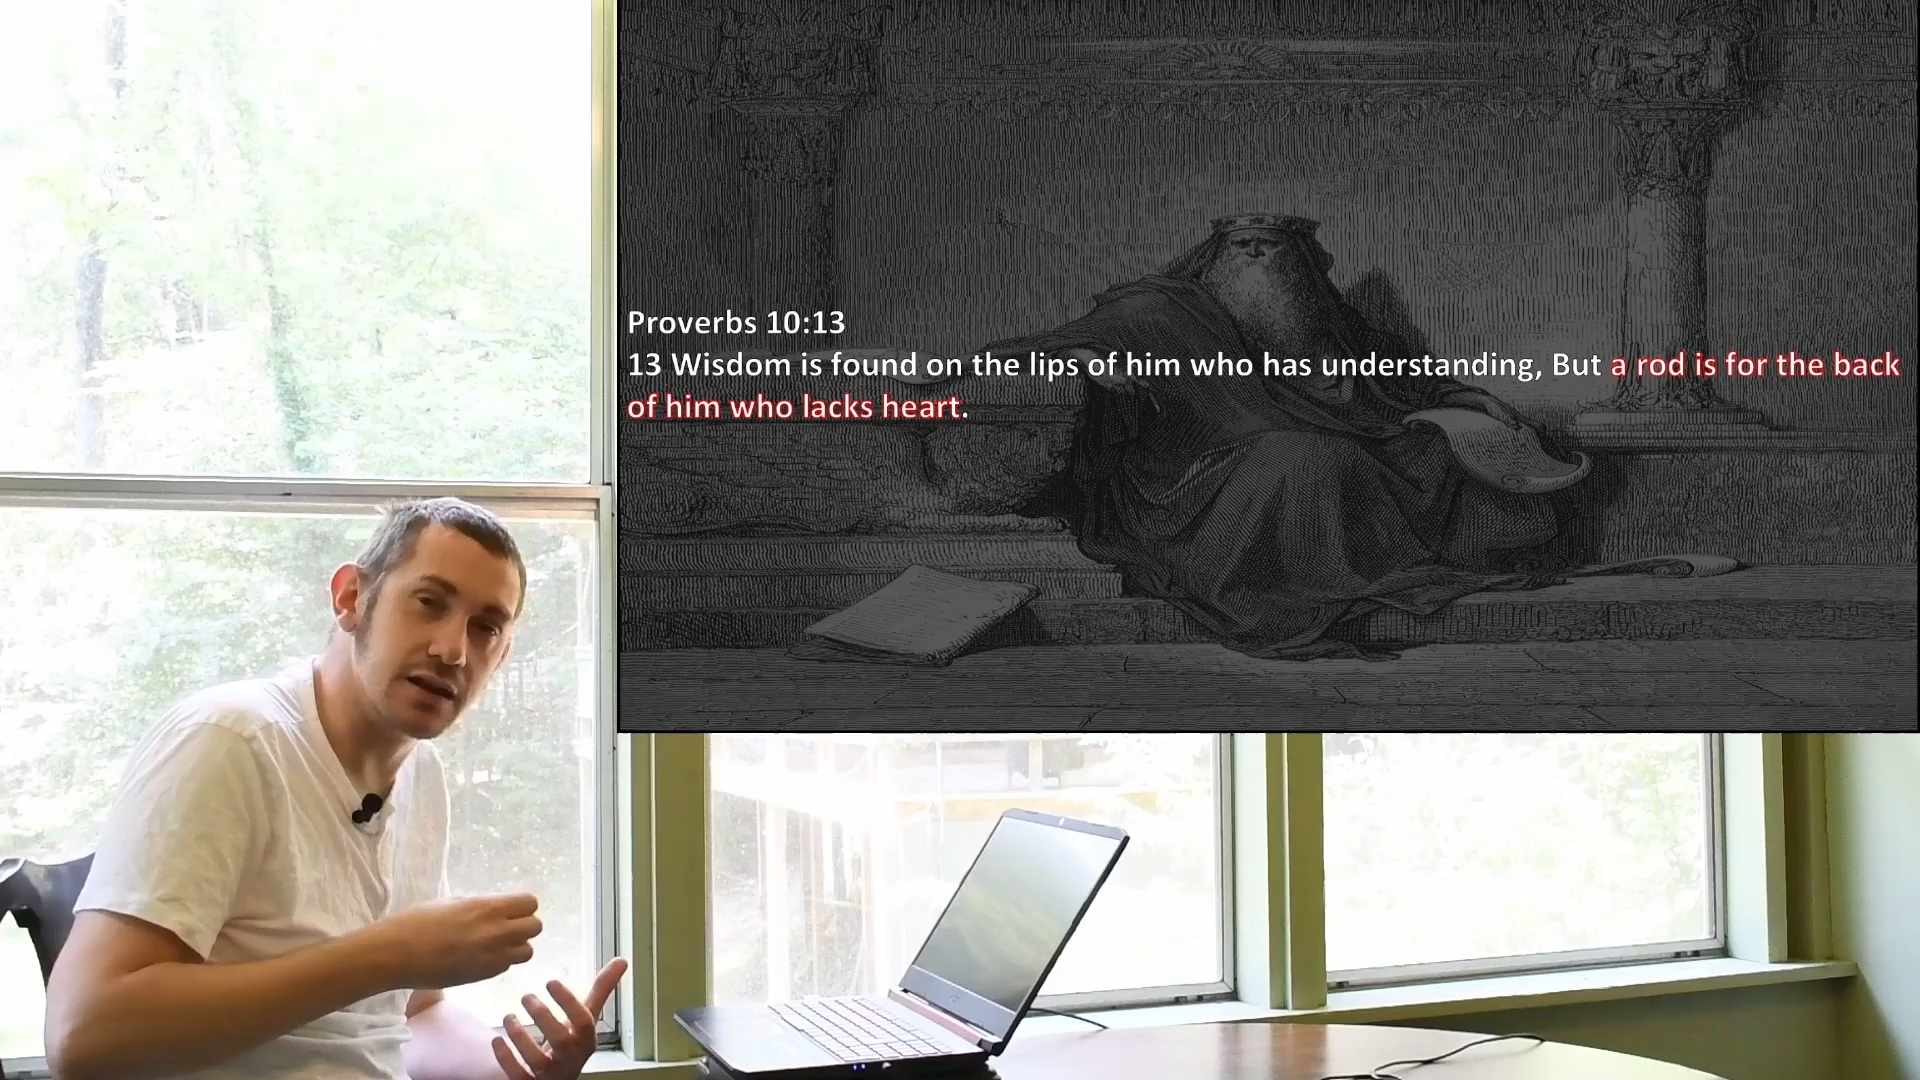 Proverbs 10:13
13 Wisdom is found on the lips of him who has understanding, But a rod is for the back
of him who lacks heart.